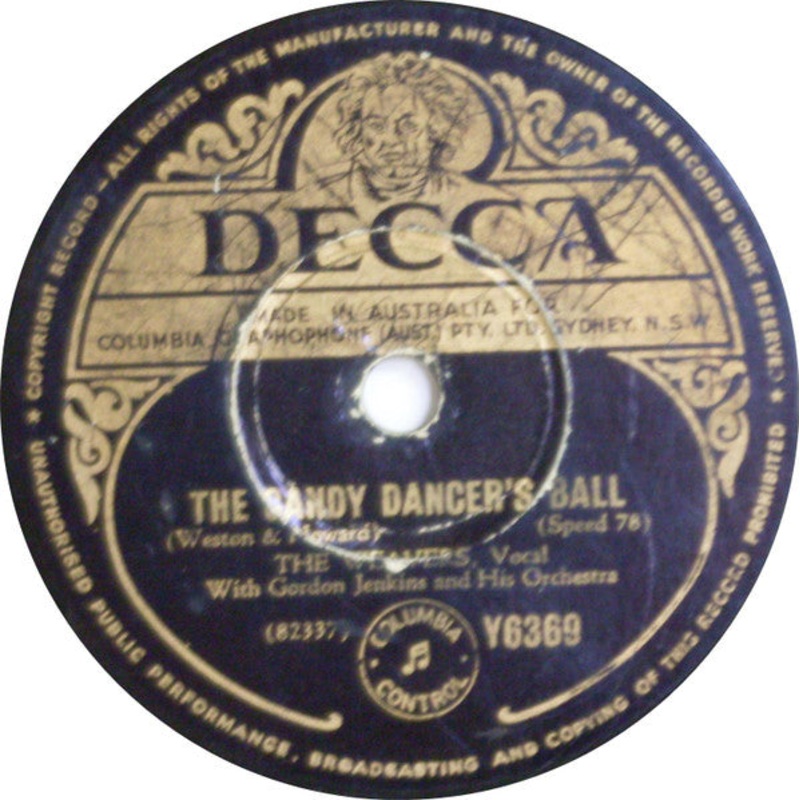 ★ COPYRIGHT RECORD - ALL RIGHTS OF THE MANUFACTURER AND THE OWNER OF THE RECORDED WORK RESERVED ★
DECCA
MADE IN AUSTRALIA FOR
COLUMBIA GRAPHOPHONE (AUST.) PTY. LTD. SYDNEY. N.S.W.
THE GANDY DANCER'S BALL
(Weston & Howard)
(Speed 78)
THE WEAVERS, Vocal
With Gordon Jenkins and His Orchestra
(82337)
COLUMBIA
CONTROL
Y6369
UNAUTHORISED PUBLIC PERFORMANCE, BROADCASTING AND COPYING OF THIS RECORD PROHIBITED